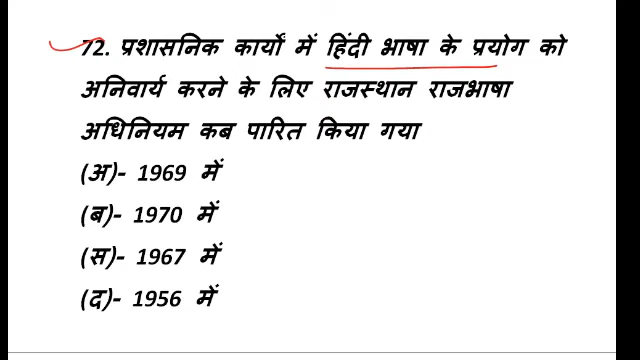 72. प्रशासनिक कार्यों में हिंदी भाषा के प्रयोग को
अनिवार्य करने के लिए राजस्थान राजभाषा
अधिनियम कब पारित किया गया
(अ)- 1969 में
(ब)- 1970 में
(स)- 1967 में
(द)- 1956 में